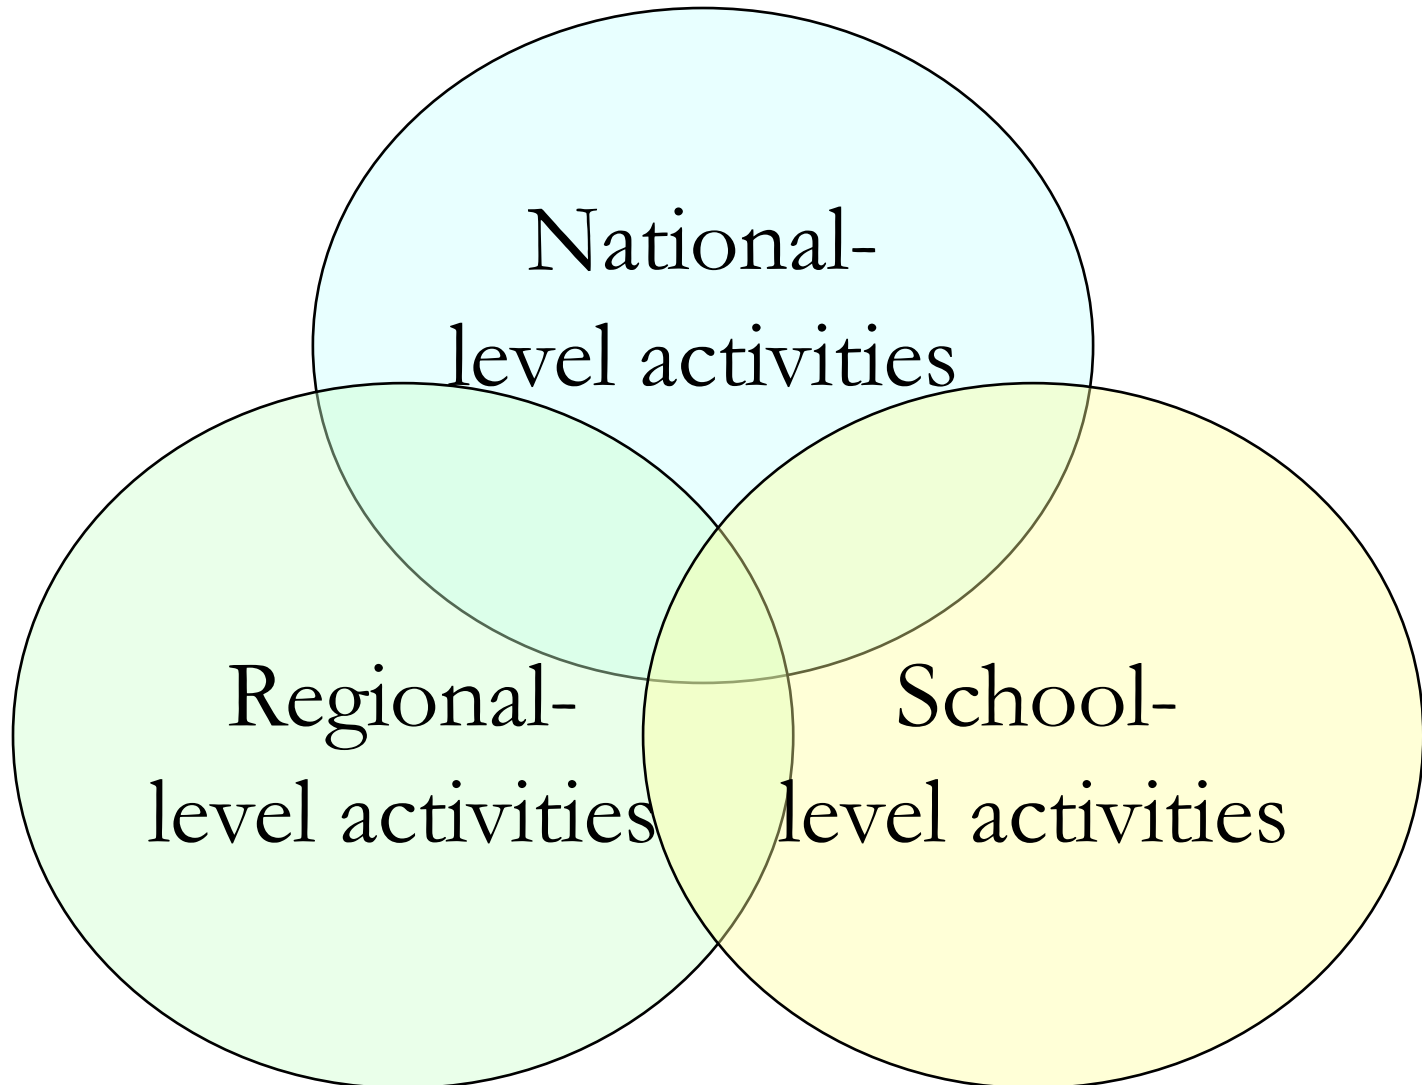 National-
level activities
Regional-
level activities
School-
level activities